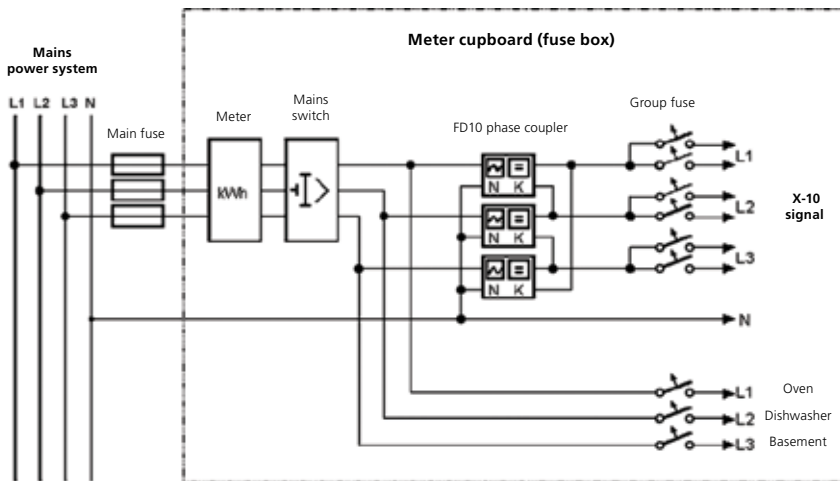 Meter cupboard (fuse box)
Mains
power system
L1 L2 L3 N
Main fuse
Meter
Mains
switch
FD10 phase coupler
Group fuse
kWh
N K
N K
N K
L1
L2
L3
X-10
signal
N
L1 Oven
L2 Dishwasher
L3 Basement